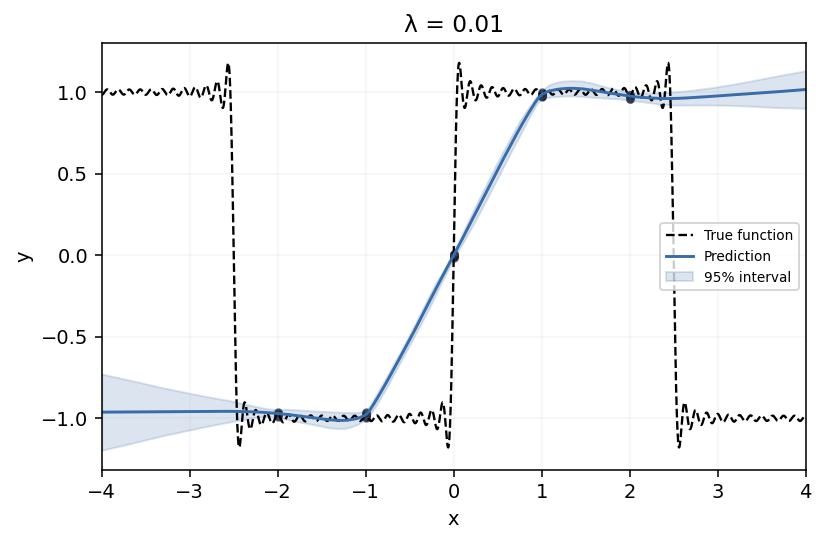 λ = 0.01
1.0
0.5
0.0
−0.5
−1.0
y
True function
Prediction
95% interval
−4 −3 −2 −1 0 1 2 3 4
x